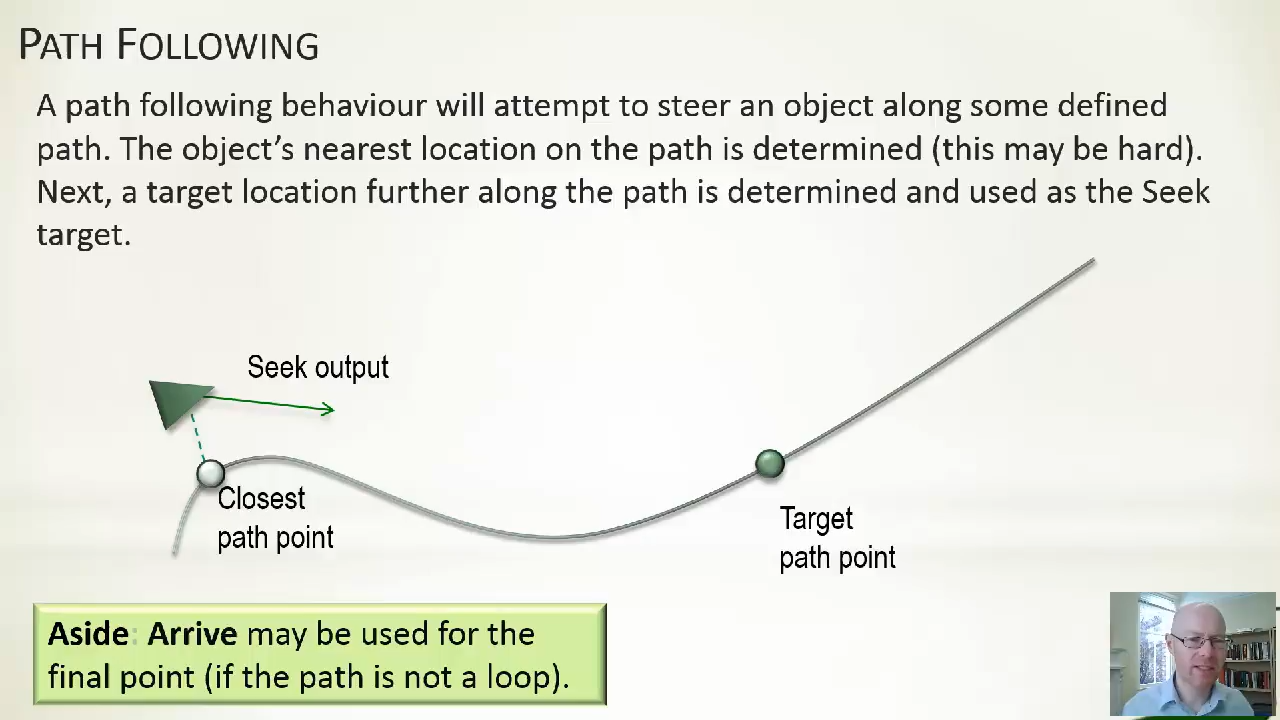 PATH FOLLOWING
A path following behaviour will attempt to steer an object along some defined
path. The object’s nearest location on the path is determined (this may be hard).
Next, a target location further along the path is determined and used as the Seek
target.
Seek output
Closest
path point
Target
path point
Aside: Arrive may be used for the
final point (if the path is not a loop).